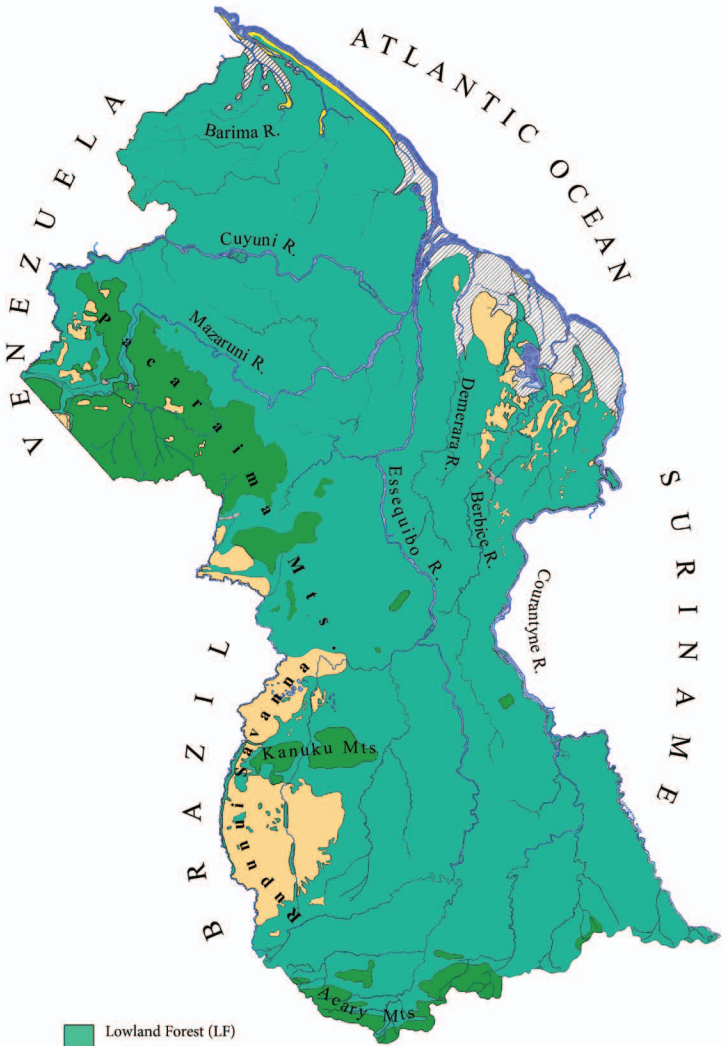 ATLANTIC OCEAN
VENEZUELA
Barima R.
Cuyuni R.
Mazaruni R.
Pacaraima Mts.
Demerara R.
Essequibo R.
Berbice R.
Courantyne R.
SURINAME
BRAZIL
Rupununi Savanna
Kanuku Mts
Acary Mts
Lowland Forest (LF)